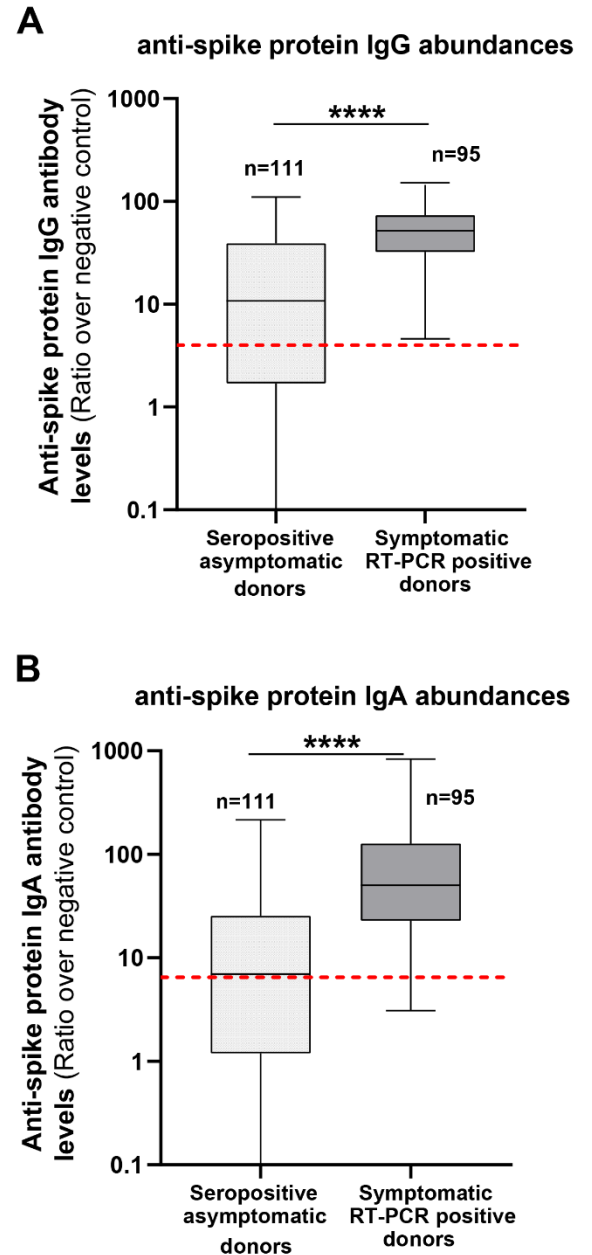 A
anti-spike protein IgG abundances
Anti-spike protein IgG antibody
levels (Ratio over negative control)
1000
100
10
1
0.1
****
n=111
n=95
Seropositive
asymptomatic
donors
Symptomatic
RT-PCR positive
donors
B
anti-spike protein IgA abundances
Anti-spike protein IgA antibody
levels (Ratio over negative control)
1000
100
10
1
0.1
****
n=111
n=95
Seropositive
asymptomatic
donors
Symptomatic
RT-PCR positive
donors